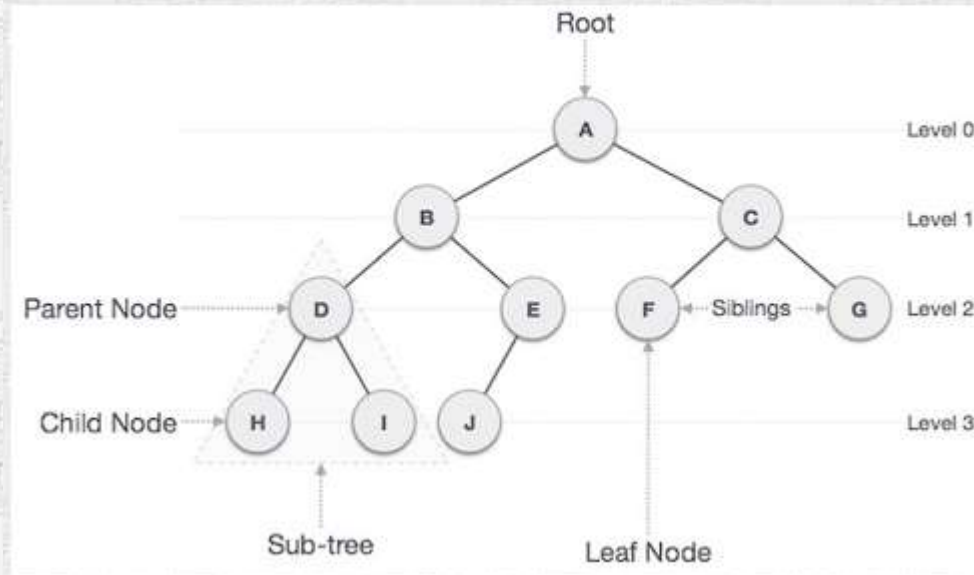 Root
A
Level 0
B
C
Level 1
Parent Node
D
E
F
Siblings
G
Level 2
Child Node
H
I
J
Level 3
Sub-tree
Leaf Node